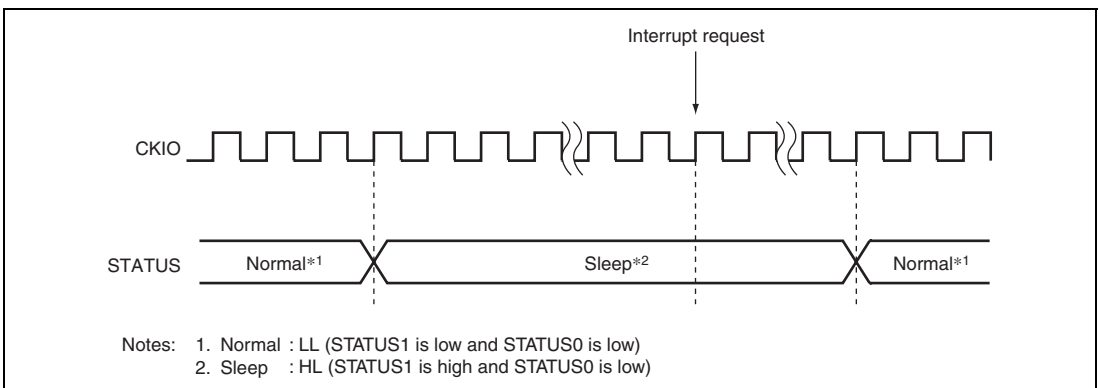 Interrupt request
CKIO
STATUS
Normal*1
Sleep*2
Normal*1
Notes: 1. Normal : LL (STATUS1 is low and STATUS0 is low)
2. Sleep : HL (STATUS1 is high and STATUS0 is low)